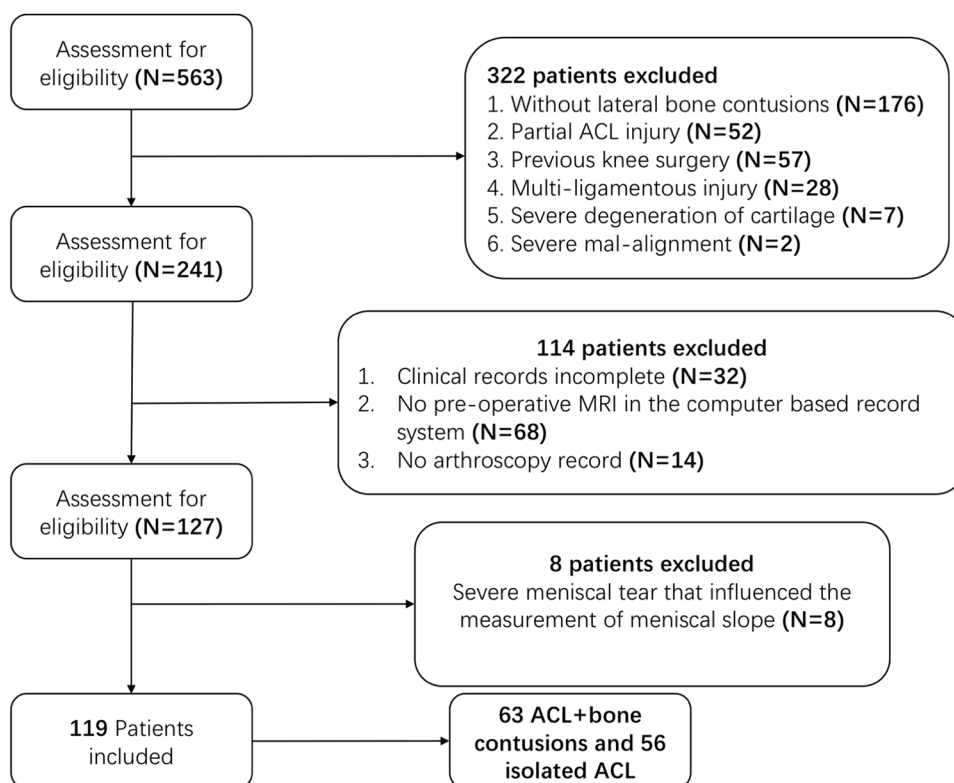 Assessment for
eligibility (N=563)
322 patients excluded
1. Without lateral bone contusions (N=176)
2. Partial ACL injury (N=52)
3. Previous knee surgery (N=57)
4. Multi-ligamentous injury (N=28)
5. Severe degeneration of cartilage (N=7)
6. Severe mal-alignment (N=2)
Assessment for
eligibility (N=241)
114 patients excluded
1. Clinical records incomplete (N=32)
2. No pre-operative MRI in the computer based record
system (N=68)
3. No arthroscopy record (N=14)
Assessment for
eligibility (N=127)
8 patients excluded
Severe meniscal tear that influenced the
measurement of meniscal slope (N=8)
119 Patients
included
63 ACL+bone
contusions and 56
isolated ACL